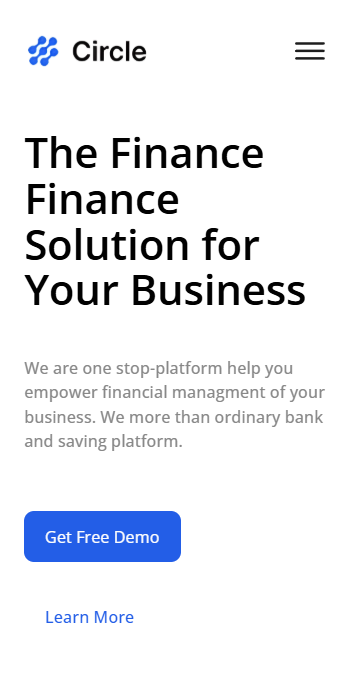 Circle
The Finance
Finance
Solution for
Your Business
We are one stop-platform help you
empower financial managment of your
business. We more than ordinary bank
and saving platform.
Get Free Demo
Learn More